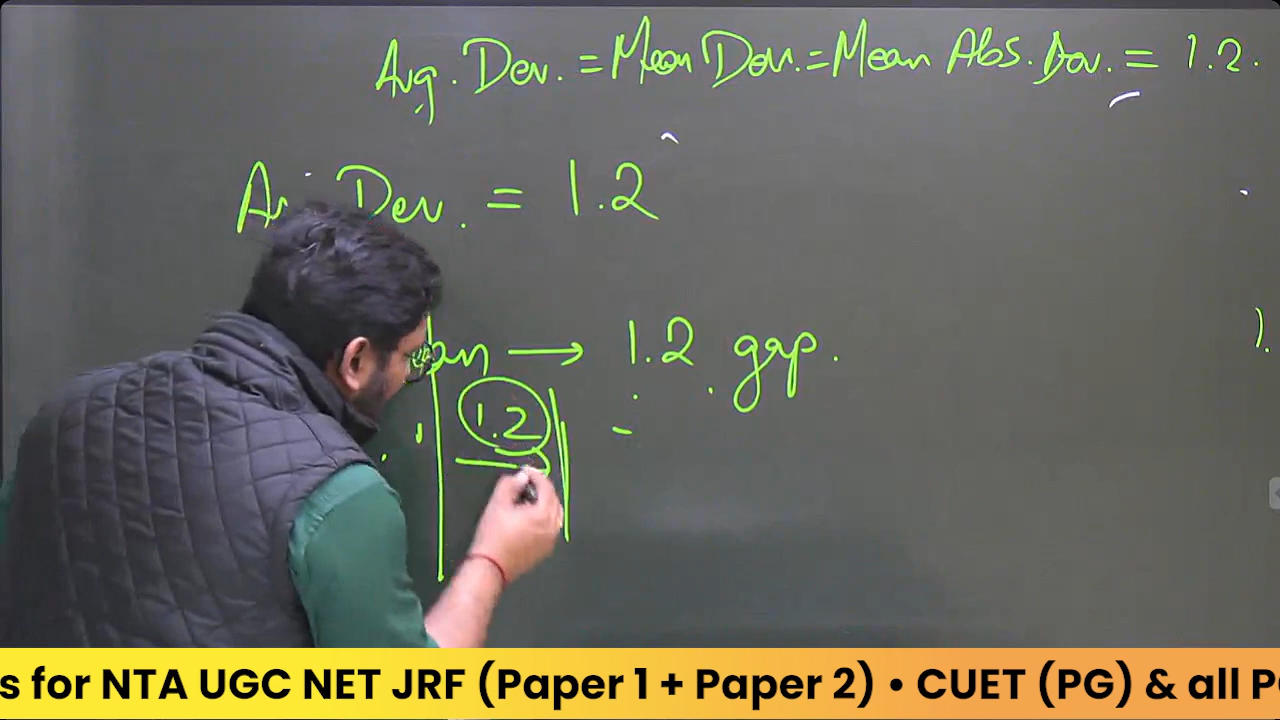 Avg. Dev. = Mean Dev. = Mean Abs. Dev. = 1.2.
Dev. = 1.2
→ 1.2 gap.
1.2
s for NTA UGC NET JRF (Paper 1 + Paper 2) • CUET (PG) & all P